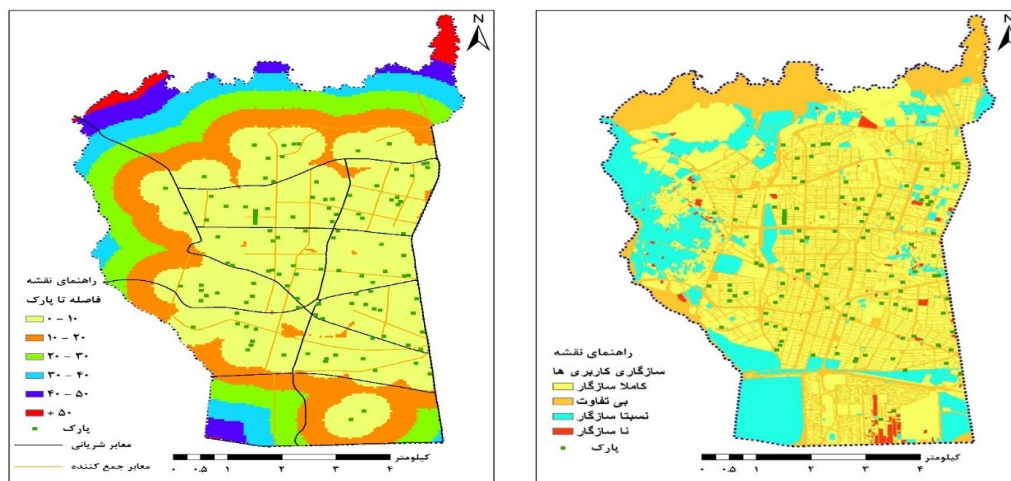 N
راهنمای نقشه
فاصله تا پارک
۰ - ۱۰
۱۰ - ۲۰
۲۰ - ۳۰
۳۰ - ۴۰
۴۰ - ۵۰
۵۰ +
پارک
معابر شریانی
معابر جمع کننده
کیلومتر
۰ ۰.۵ ۱ ۲ ۳ ۴
N
راهنمای نقشه
سازگاری کاربری ها
کاملا سازگار
بی تفاوت
نسبتا سازگار
نا سازگار
پارک
کیلومتر
۰ ۰.۵ ۱ ۲ ۳ ۴